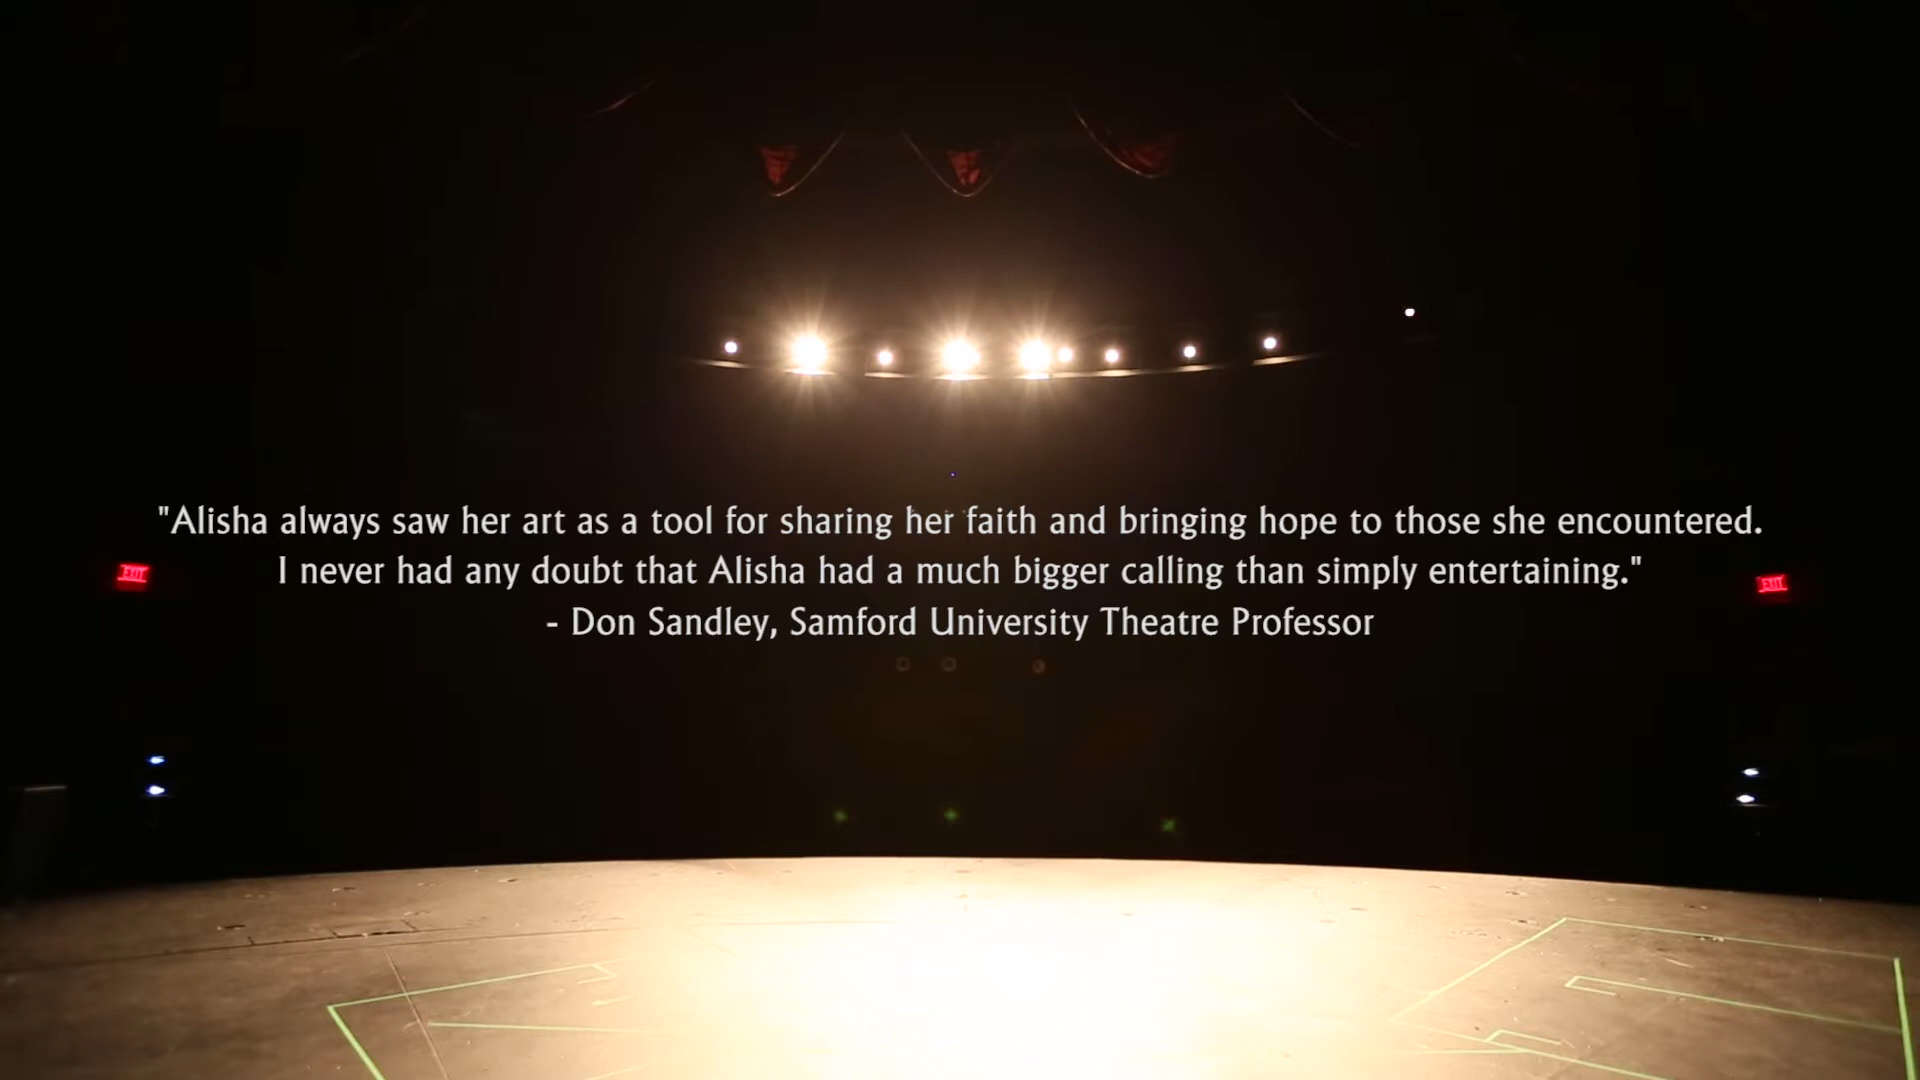 "Alisha always saw her art as a tool for sharing her faith and bringing hope to those she encountered.
I never had any doubt that Alisha had a much bigger calling than simply entertaining."
- Don Sandley, Samford University Theatre Professor
EXIT
EXIT